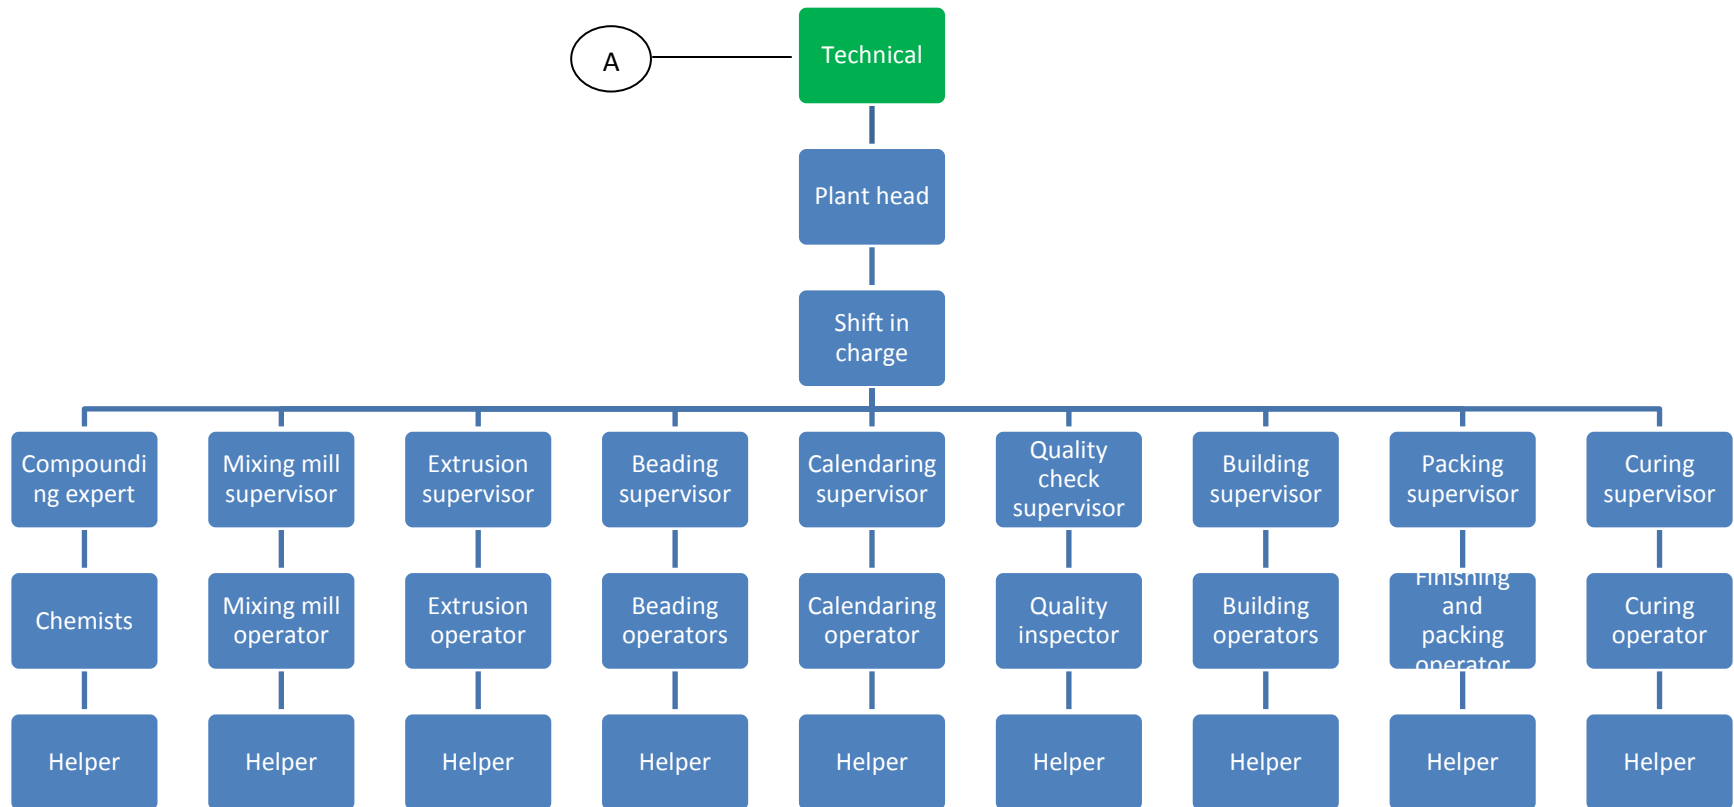 A
Technical
Plant head
Shift in
charge
Compoundi
ng expert
Mixing mill
supervisor
Extrusion
supervisor
Beading
supervisor
Calendaring
supervisor
Quality
check
supervisor
Building
supervisor
Packing
supervisor
Curing
supervisor
Chemists
Mixing mill
operator
Extrusion
operator
Beading
operators
Calendaring
operator
Quality
inspector
Building
operators
Finishing
and
packing
operator
Curing
operator
Helper
Helper
Helper
Helper
Helper
Helper
Helper
Helper
Helper